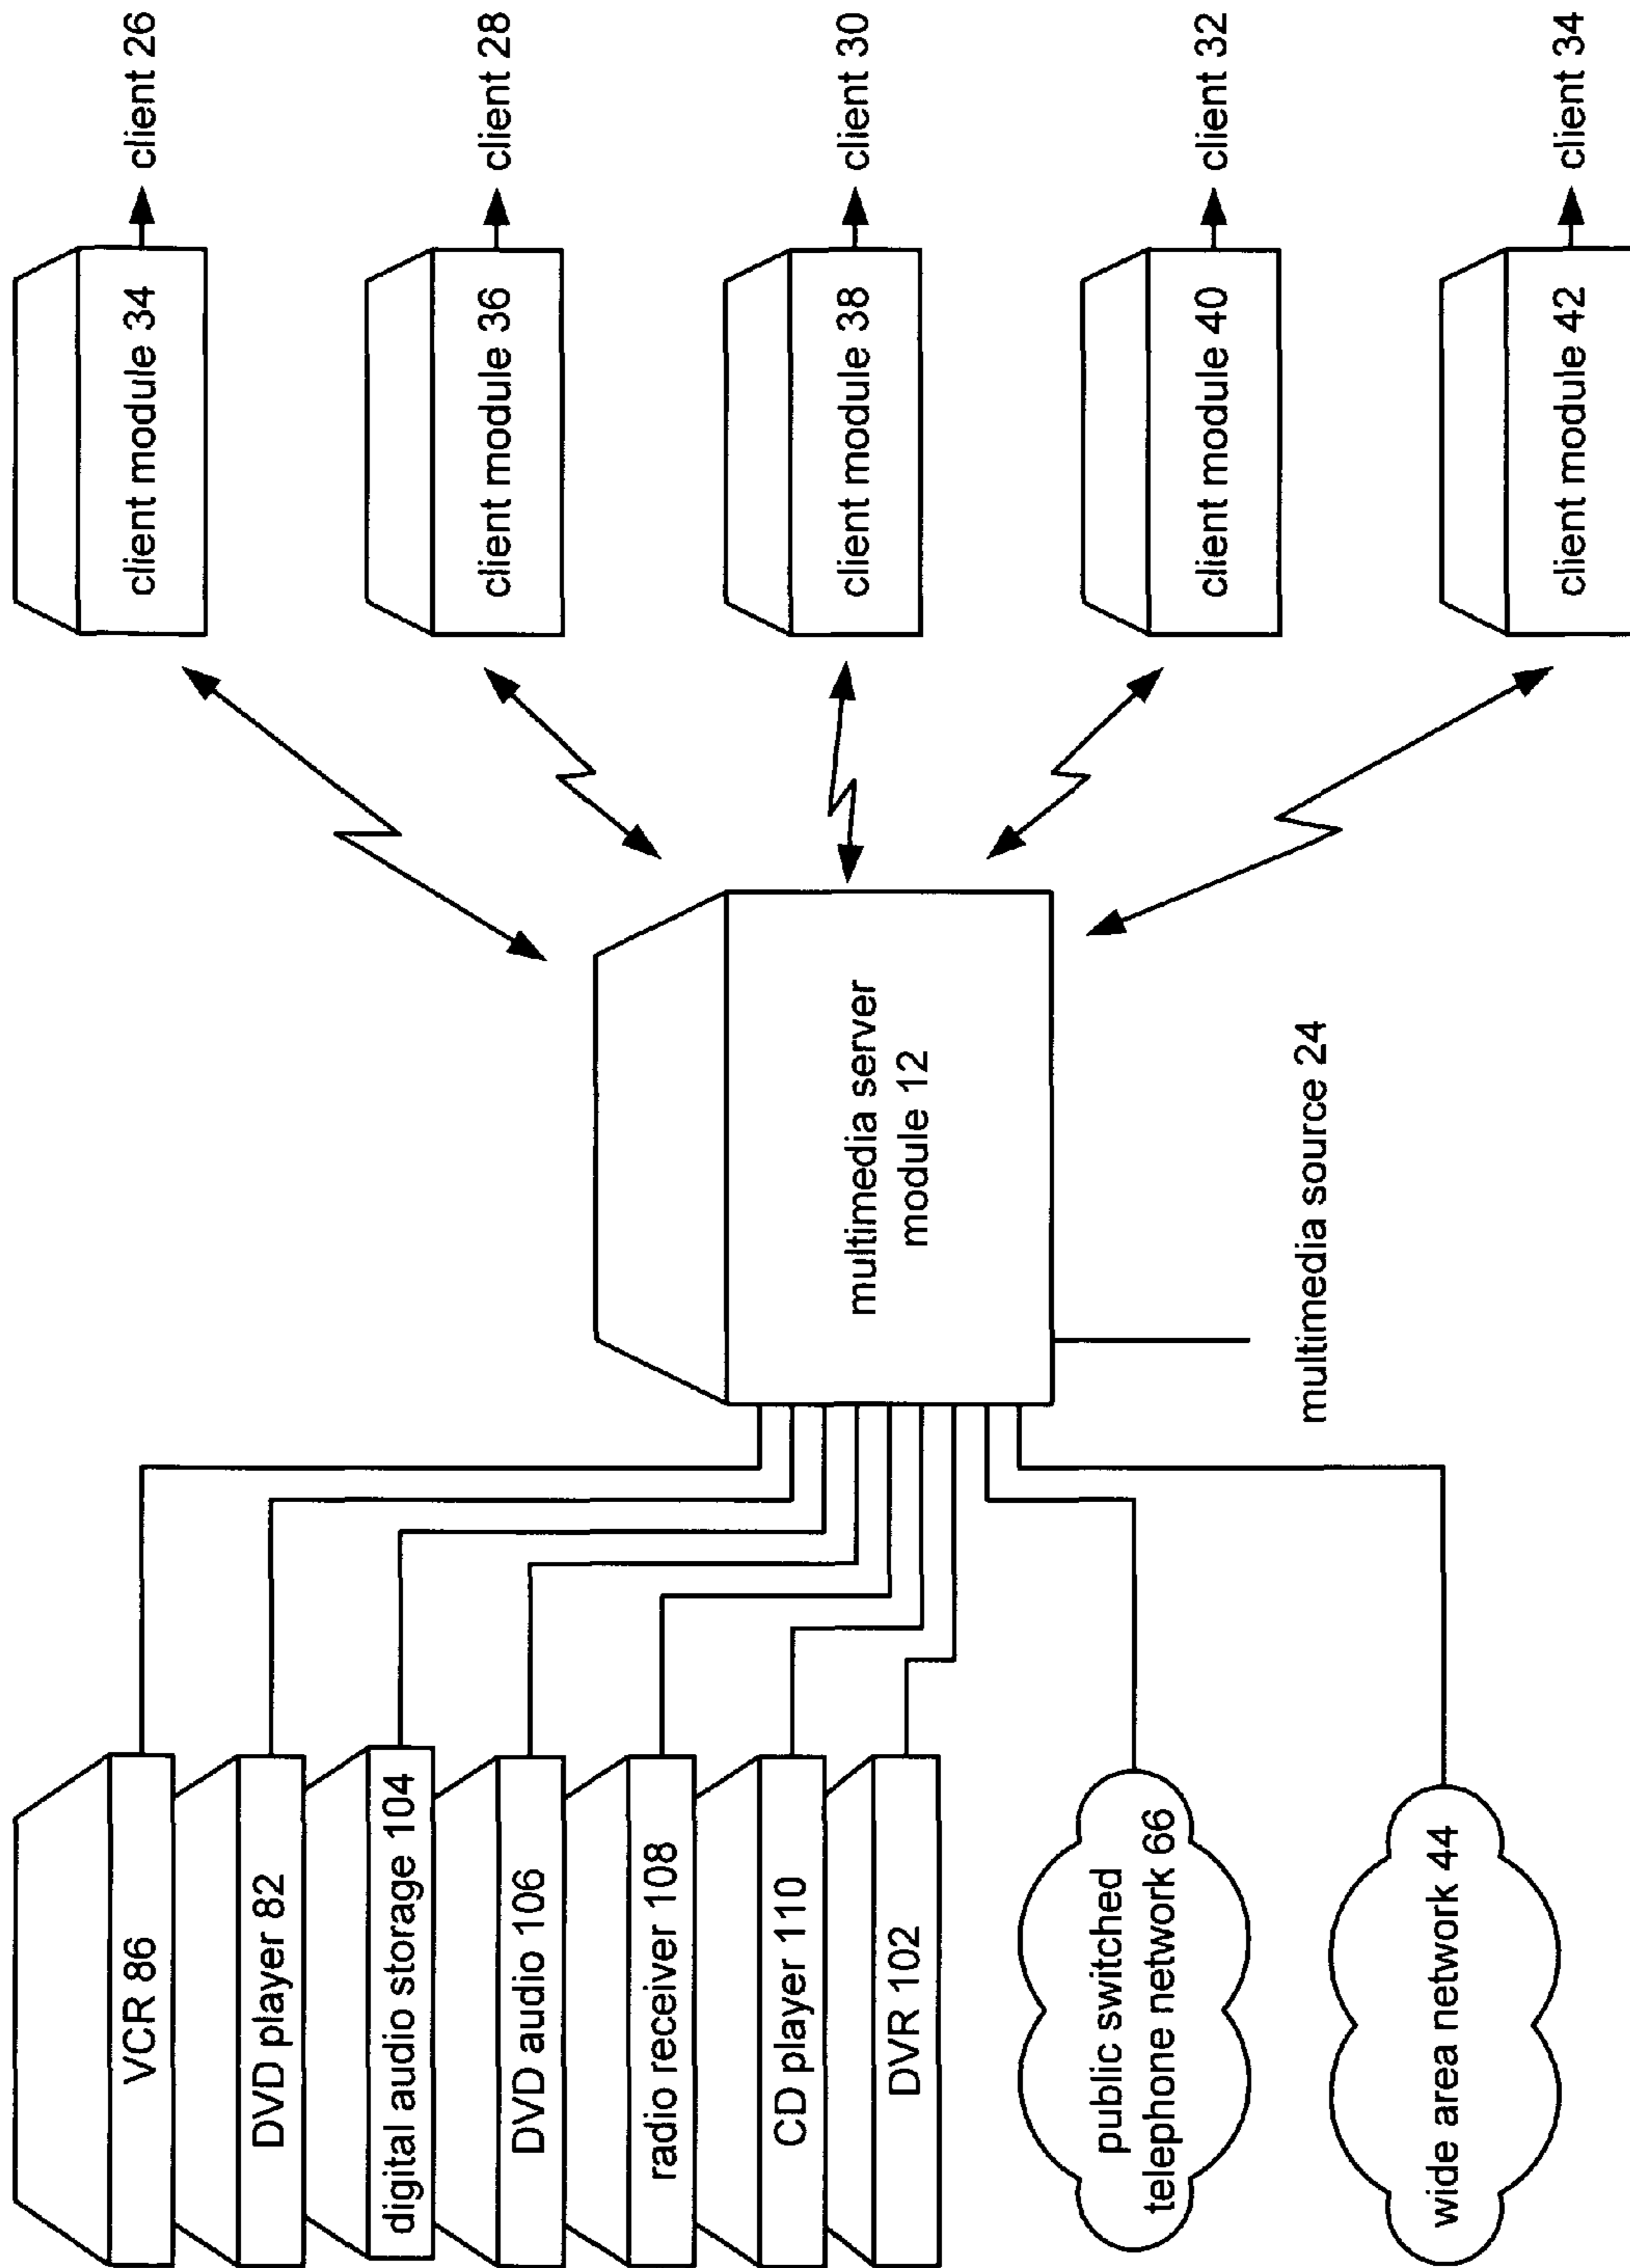 VCR 86
DVD player 82
digital audio storage 104
DVD audio 106
radio receiver 108
CD player 110
DVR 102
public switched
telephone network 66
wide area network 44
multimedia server
module 12
multimedia source 24
client module 34
client 26
client module 36
client 28
client module 38
client 30
client module 40
client 32
client module 42
client 34